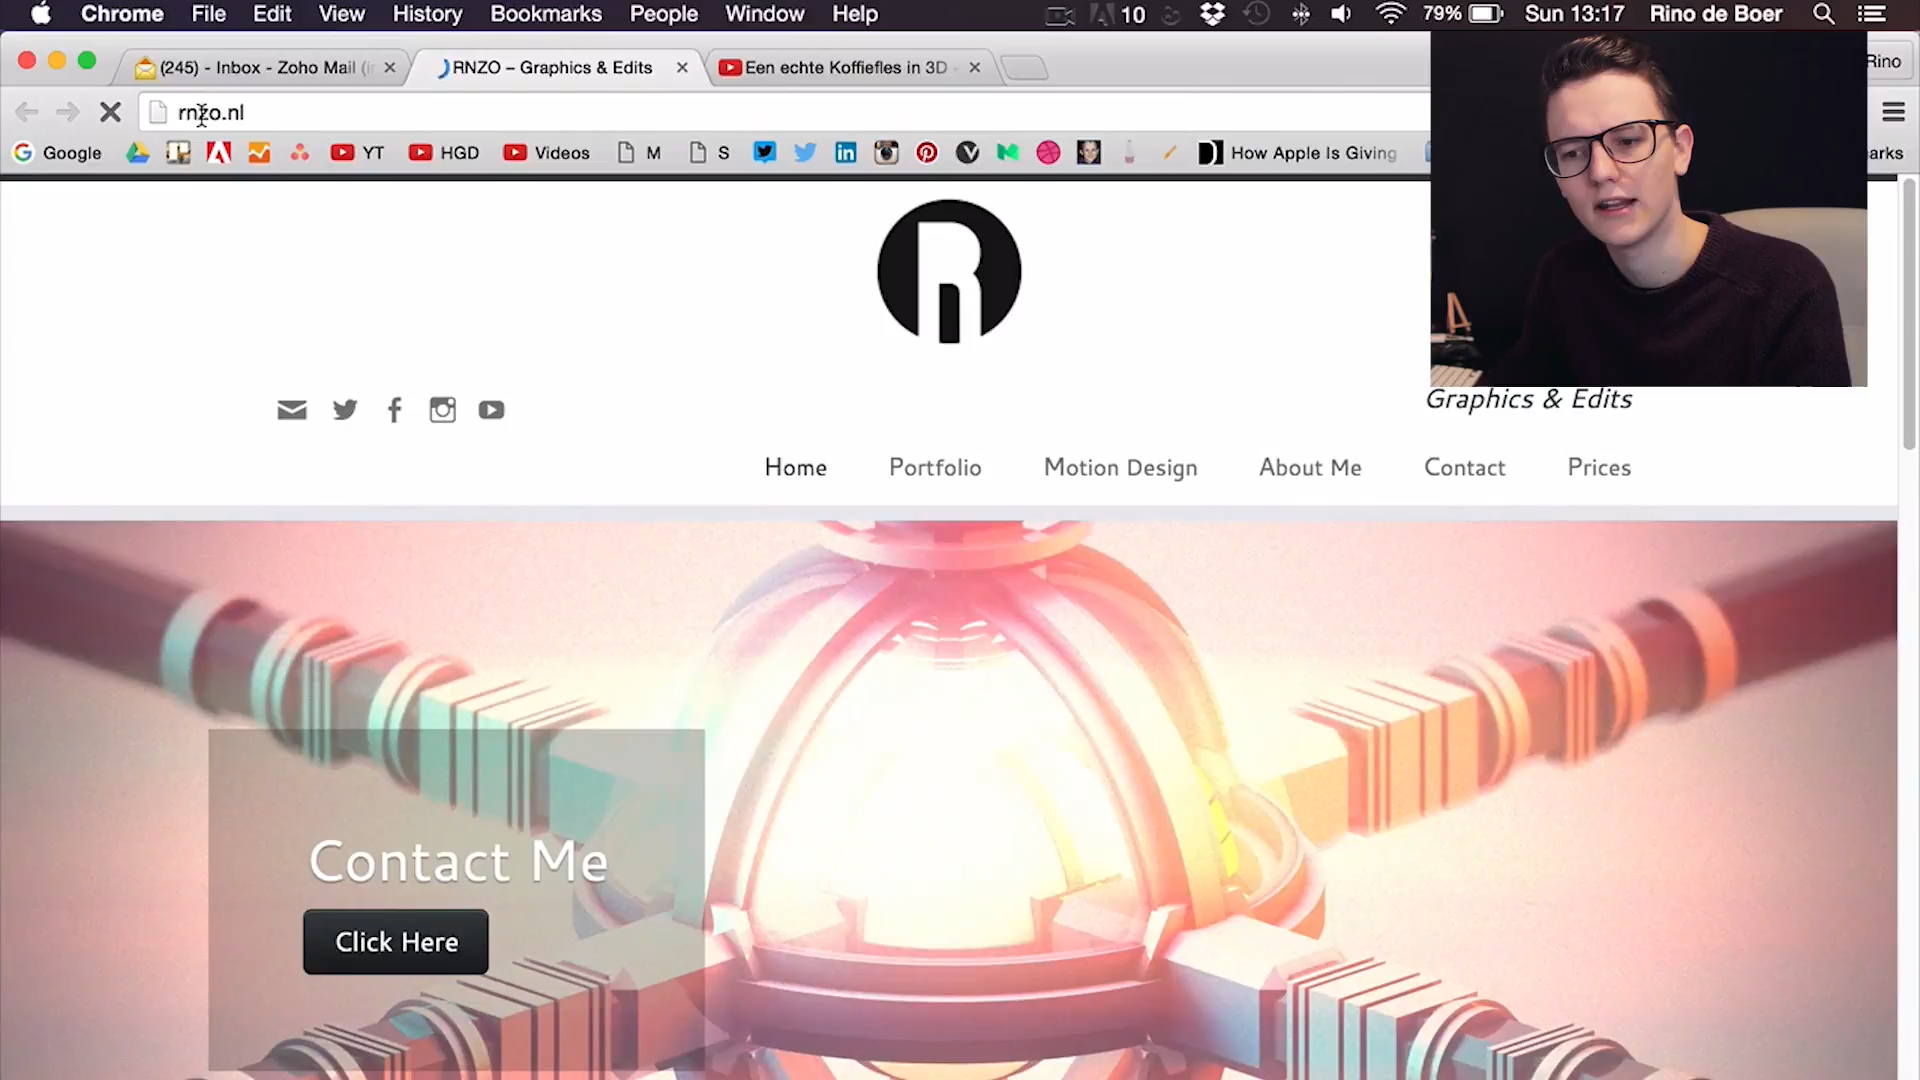 Chrome File Edit View History Bookmarks People Window Help 10 79% Sun 13:17 Rino de Boer
(245) - Inbox - Zoho Mail (i
RNZO – Graphics & Edits
Een echte Koffiefles in 3D -
Rino
rnzo.nl
Google YT HGD Videos M S How Apple Is Giving arks
Graphics & Edits
Home Portfolio Motion Design About Me Contact Prices
Contact Me
Click Here